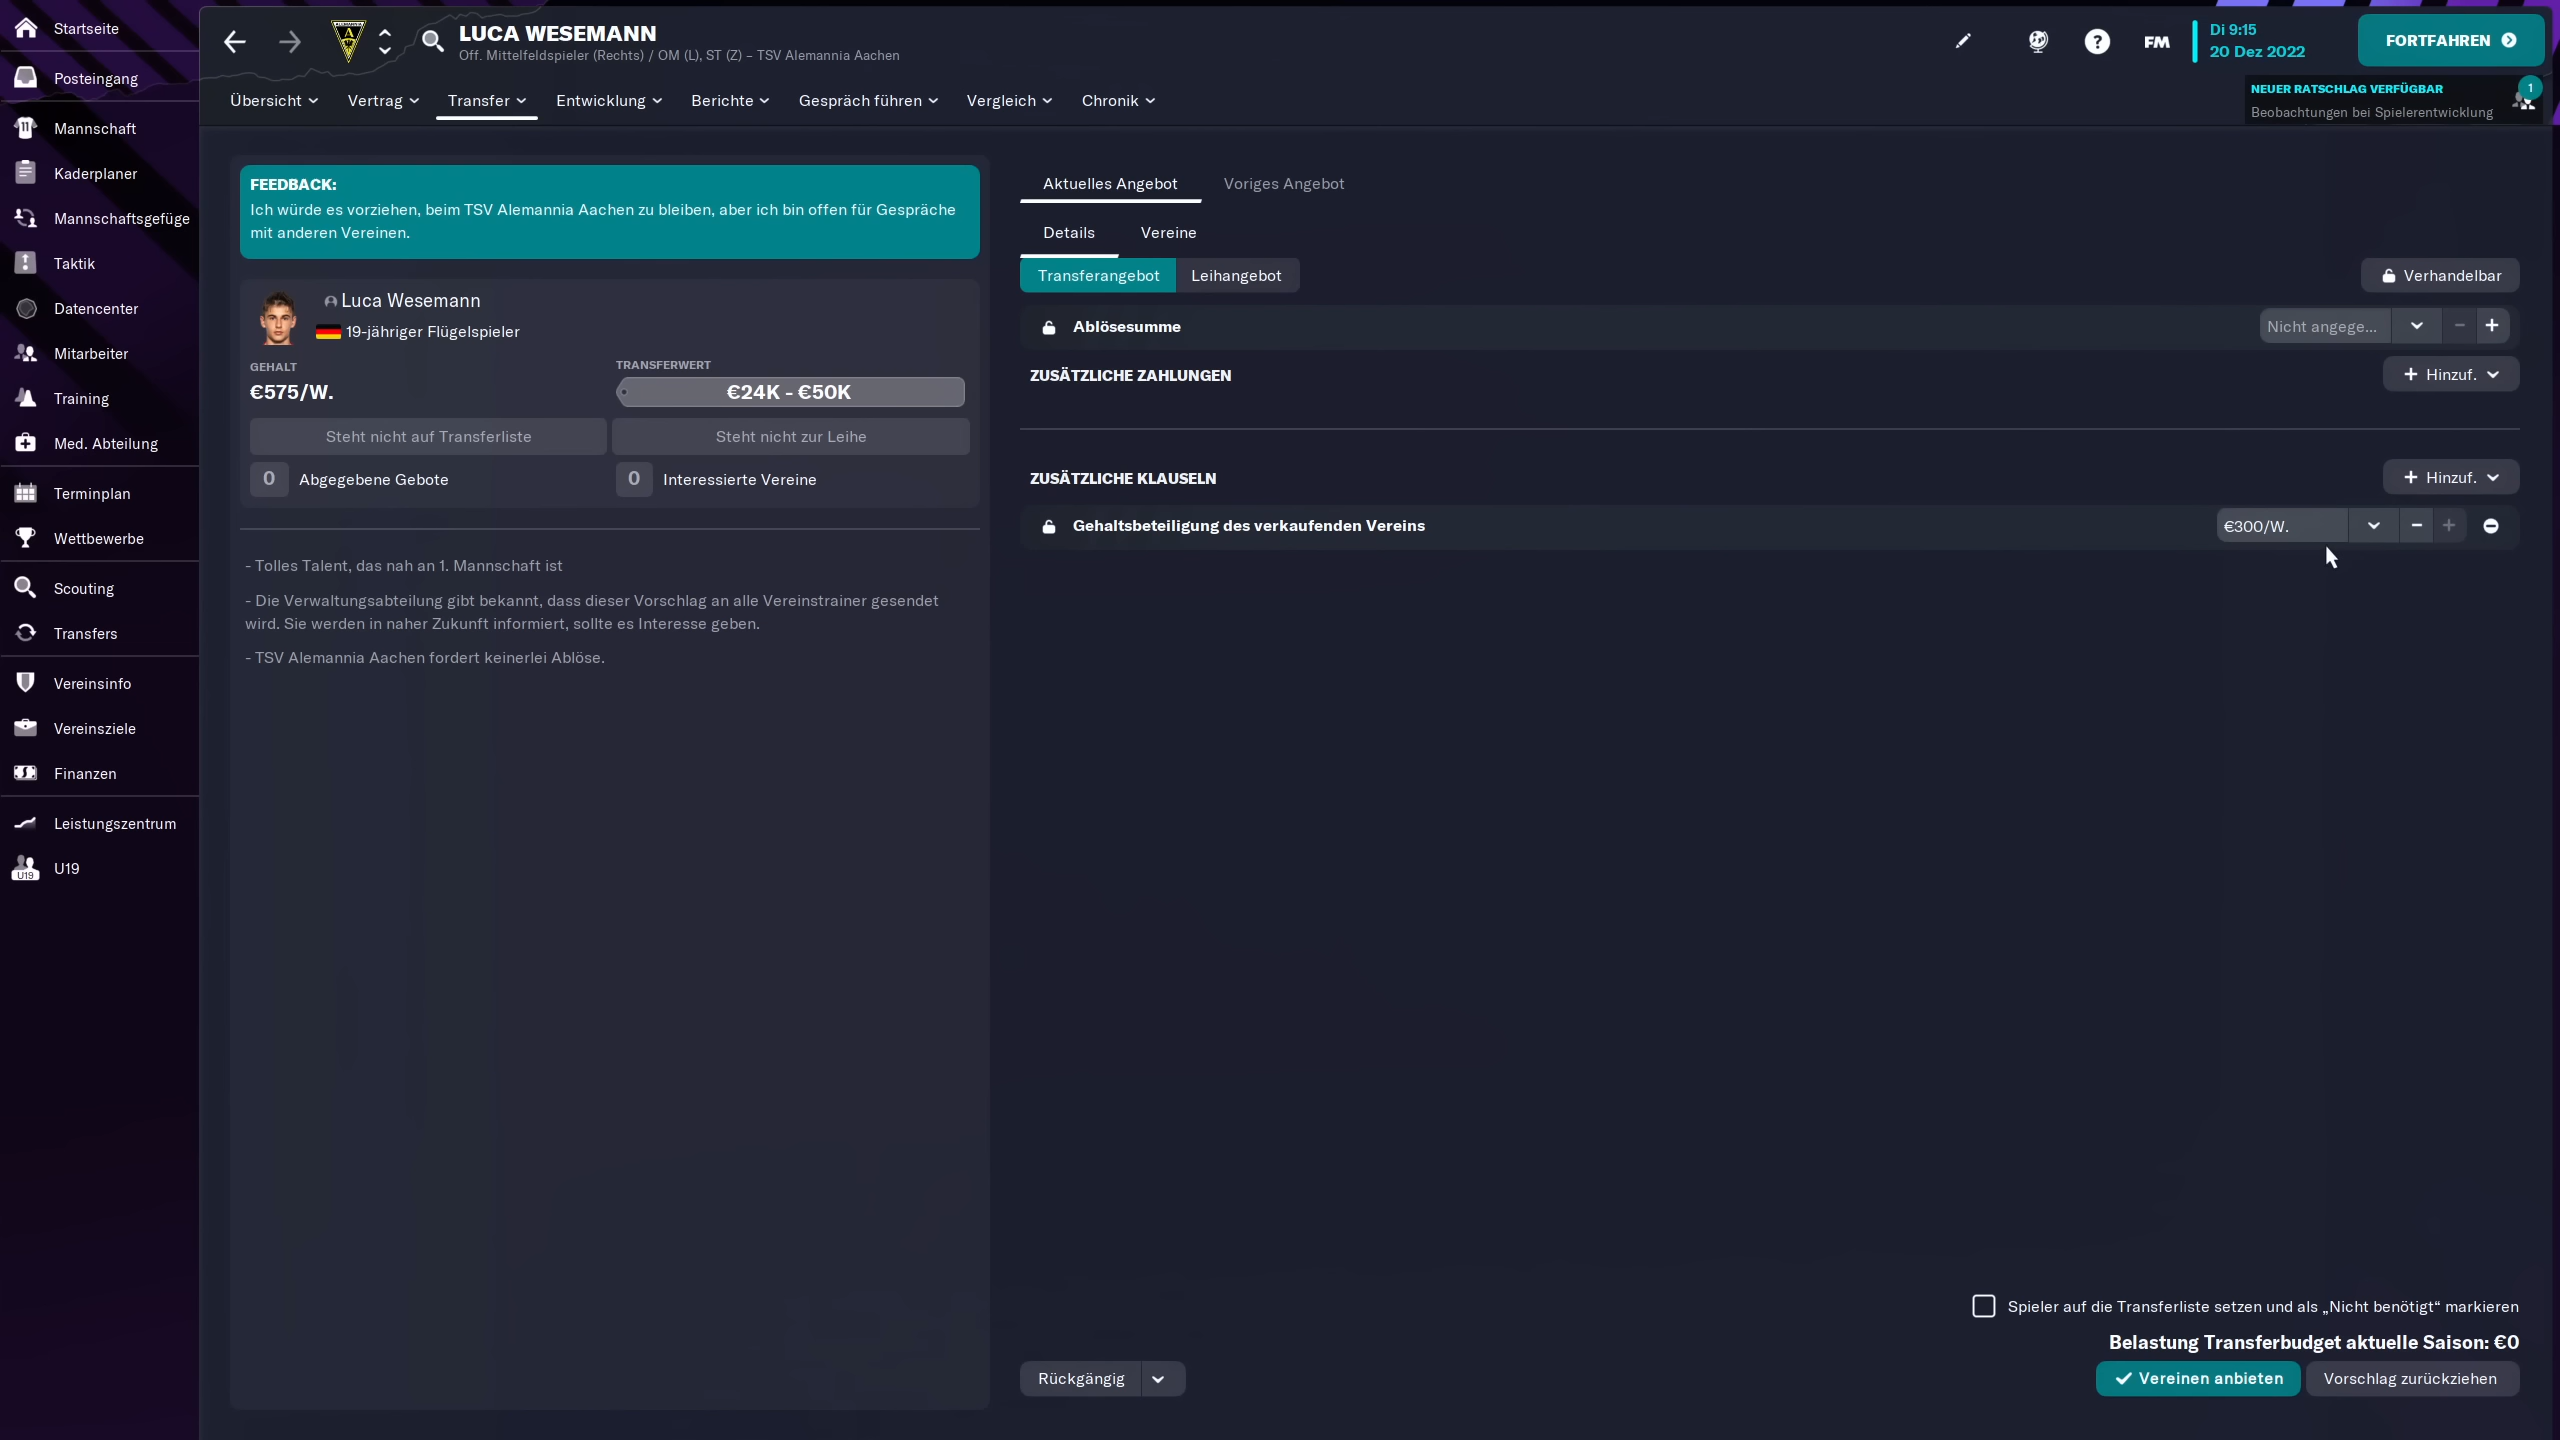 Startseite
Posteingang
Mannschaft
Kaderplaner
Mannschaftsgefüge
Taktik
Datencenter
Mitarbeiter
Training
Med. Abteilung
Terminplan
Wettbewerbe
Scouting
Transfers
Vereinsinfo
Vereinsziele
Finanzen
Leistungszentrum
U19
U19
LUCA WESEMANN
Off. Mittelfeldspieler (Rechts) / OM (L), ST (Z) – TSV Alemannia Aachen
FM
Di 9:15
20 Dez 2022
FORTFAHREN
Übersicht Vertrag Transfer Entwicklung Berichte Gespräch führen Vergleich Chronik
NEUER RATSCHLAG VERFÜGBAR
Beobachtungen bei Spielerentwicklung
1
FEEDBACK:
Ich würde es vorziehen, beim TSV Alemannia Aachen zu bleiben, aber ich bin offen für Gespräche
mit anderen Vereinen.
Luca Wesemann
19-jähriger Flügelspieler
GEHALT
€575/W.
TRANSFERWERT
€24K - €50K
Steht nicht auf Transferliste
Steht nicht zur Leihe
0 Abgegebene Gebote
0 Interessierte Vereine
- Tolles Talent, das nah an 1. Mannschaft ist
- Die Verwaltungsabteilung gibt bekannt, dass dieser Vorschlag an alle Vereinstrainer gesendet
wird. Sie werden in naher Zukunft informiert, sollte es Interesse geben.
- TSV Alemannia Aachen fordert keinerlei Ablöse.
Aktuelles Angebot Voriges Angebot
Details Vereine
Transferangebot Leihangebot
Verhandelbar
Ablösesumme
Nicht angege...
ZUSÄTZLICHE ZAHLUNGEN
+ Hinzuf.
ZUSÄTZLICHE KLAUSELN
+ Hinzuf.
Gehaltsbeteiligung des verkaufenden Vereins
€300/W.
Spieler auf die Transferliste setzen und als „Nicht benötigt“ markieren
Belastung Transferbudget aktuelle Saison: €0
Rückgängig
Vereinen anbieten
Vorschlag zurückziehen